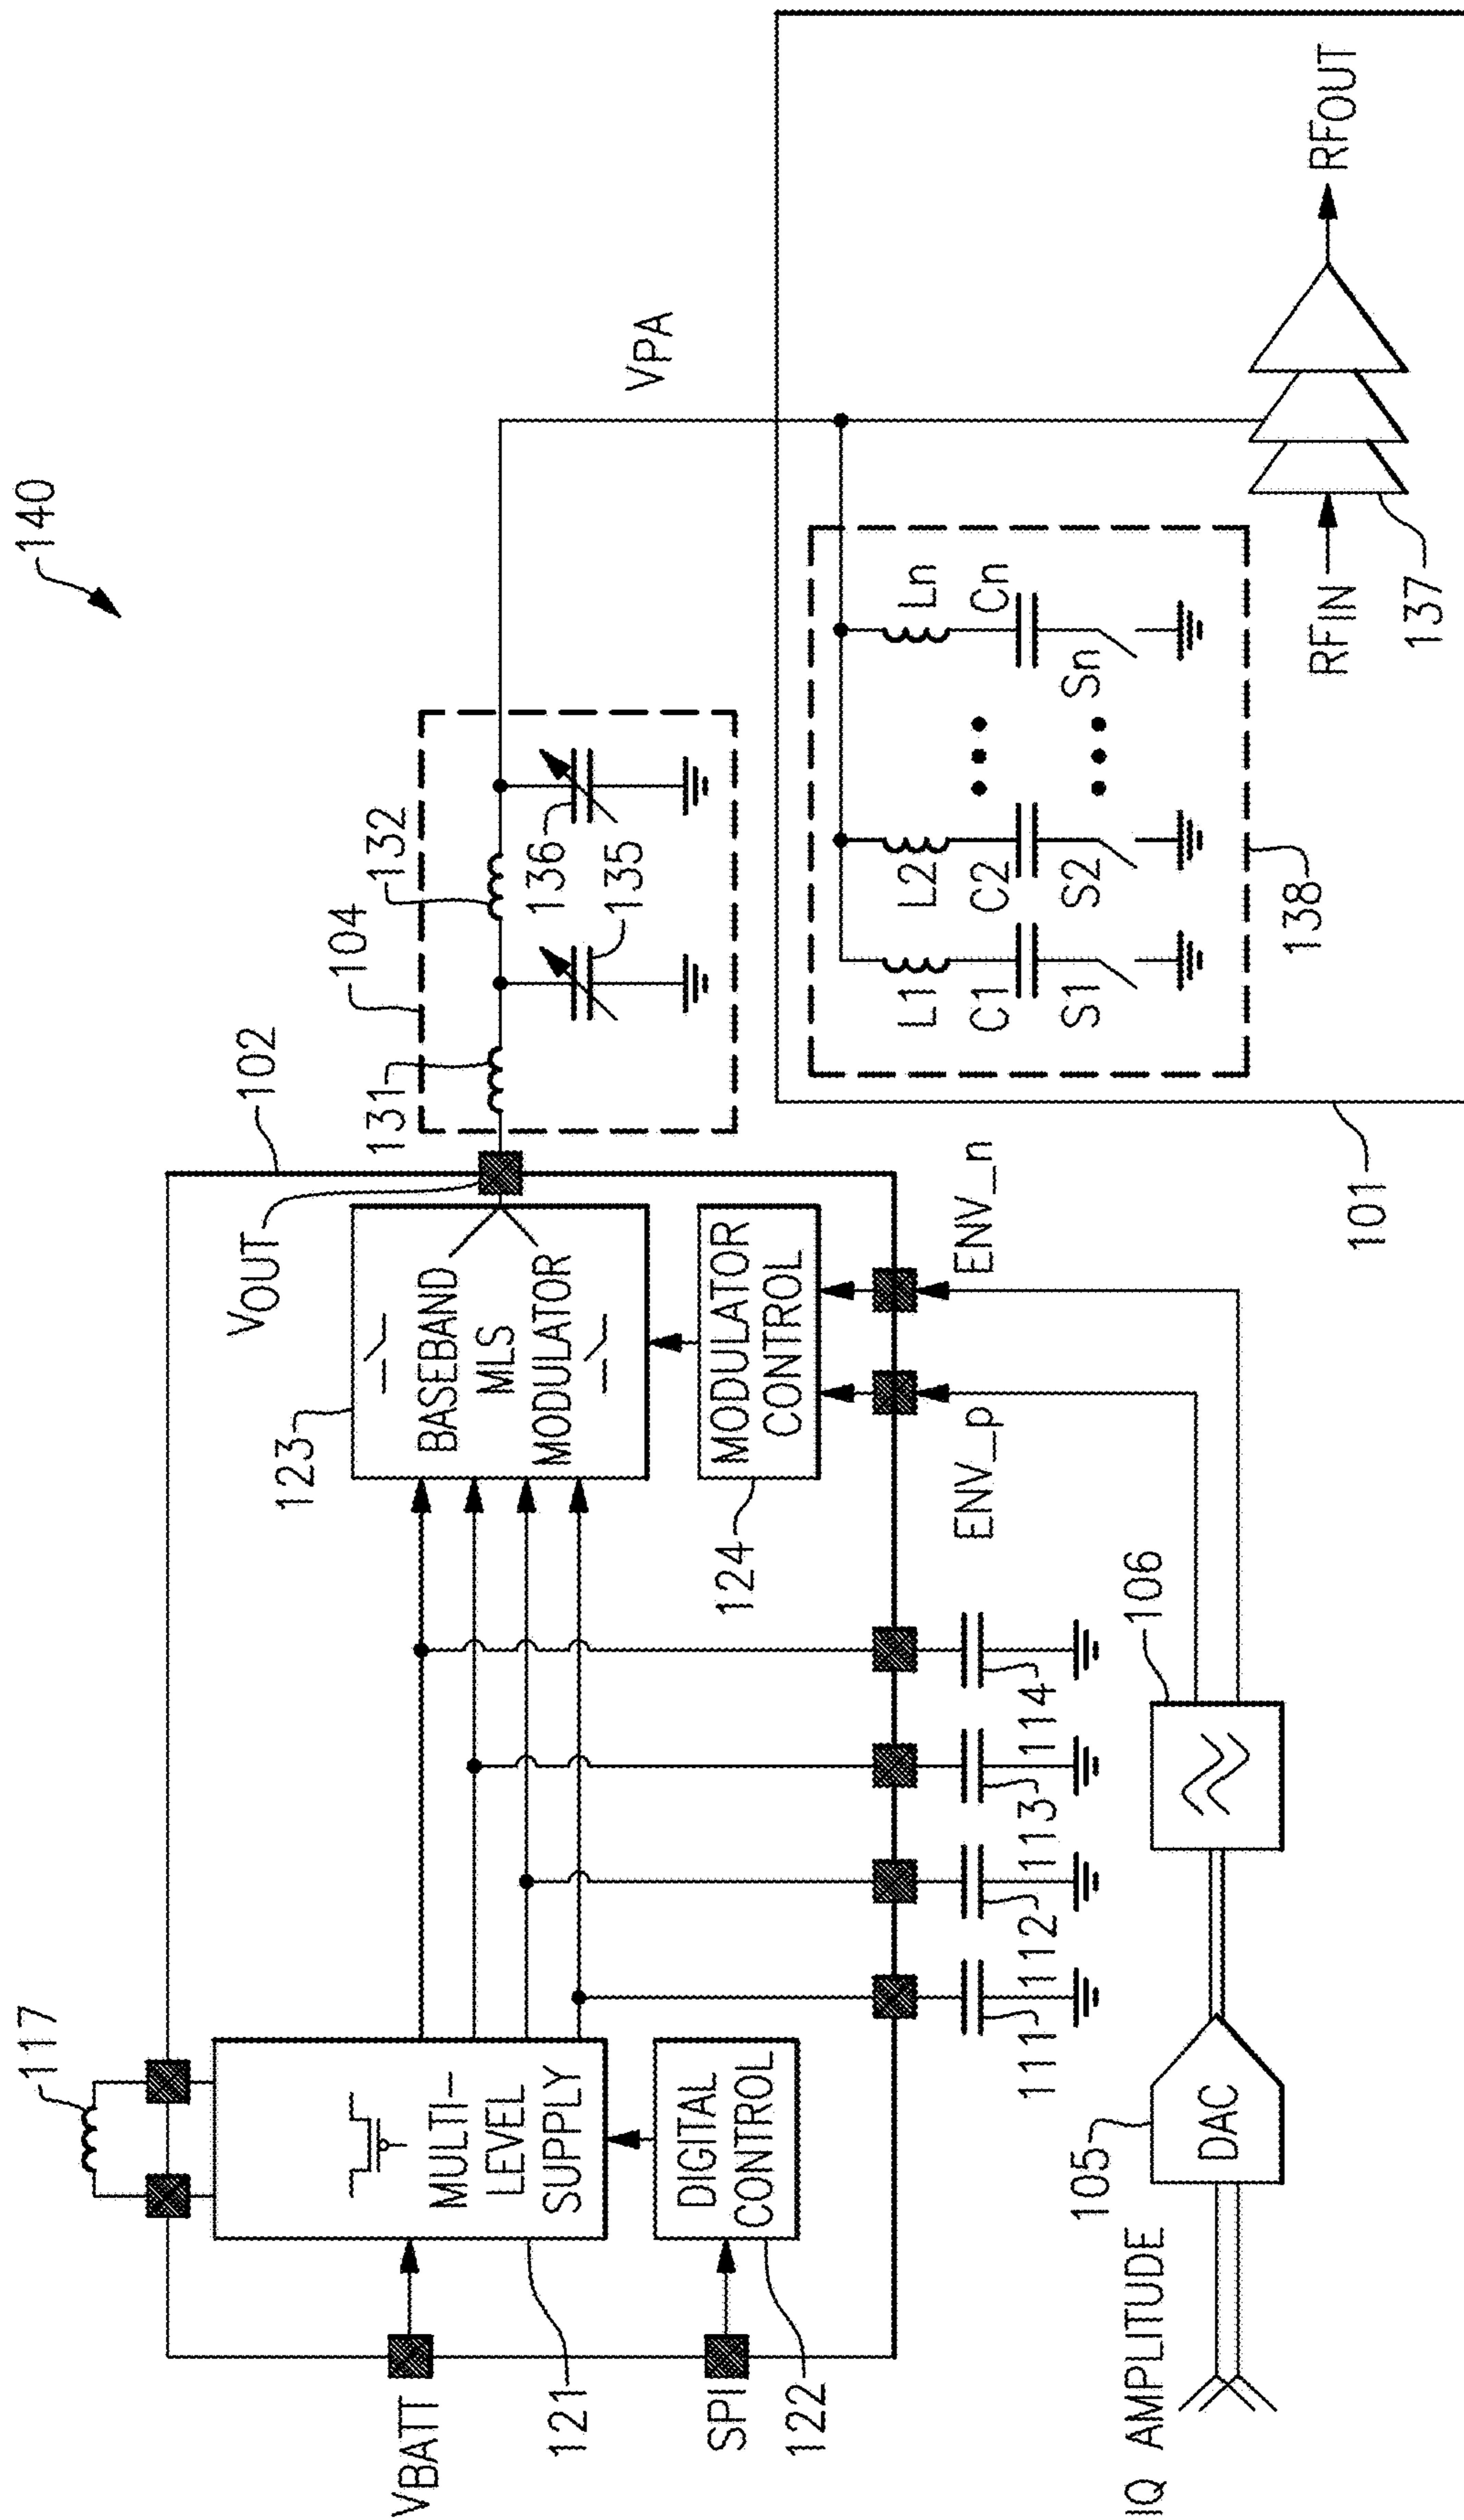 140
117
VBATT
121
MULTI-
LEVEL
SUPPLY
SPI
122
DIGITAL
CONTROL
123
BASEBAND
MLS
MODULATOR
124
MODULATOR
CONTROL
VOUT
102
131
104
132
136
135
VPA
111
112
113
114
ENV_p
ENV_n
IQ AMPLITUDE
105
DAC
106
101
L1
L2
Ln
C1
C2
Cn
S1
S2
Sn
138
RFIN
137
RFOUT